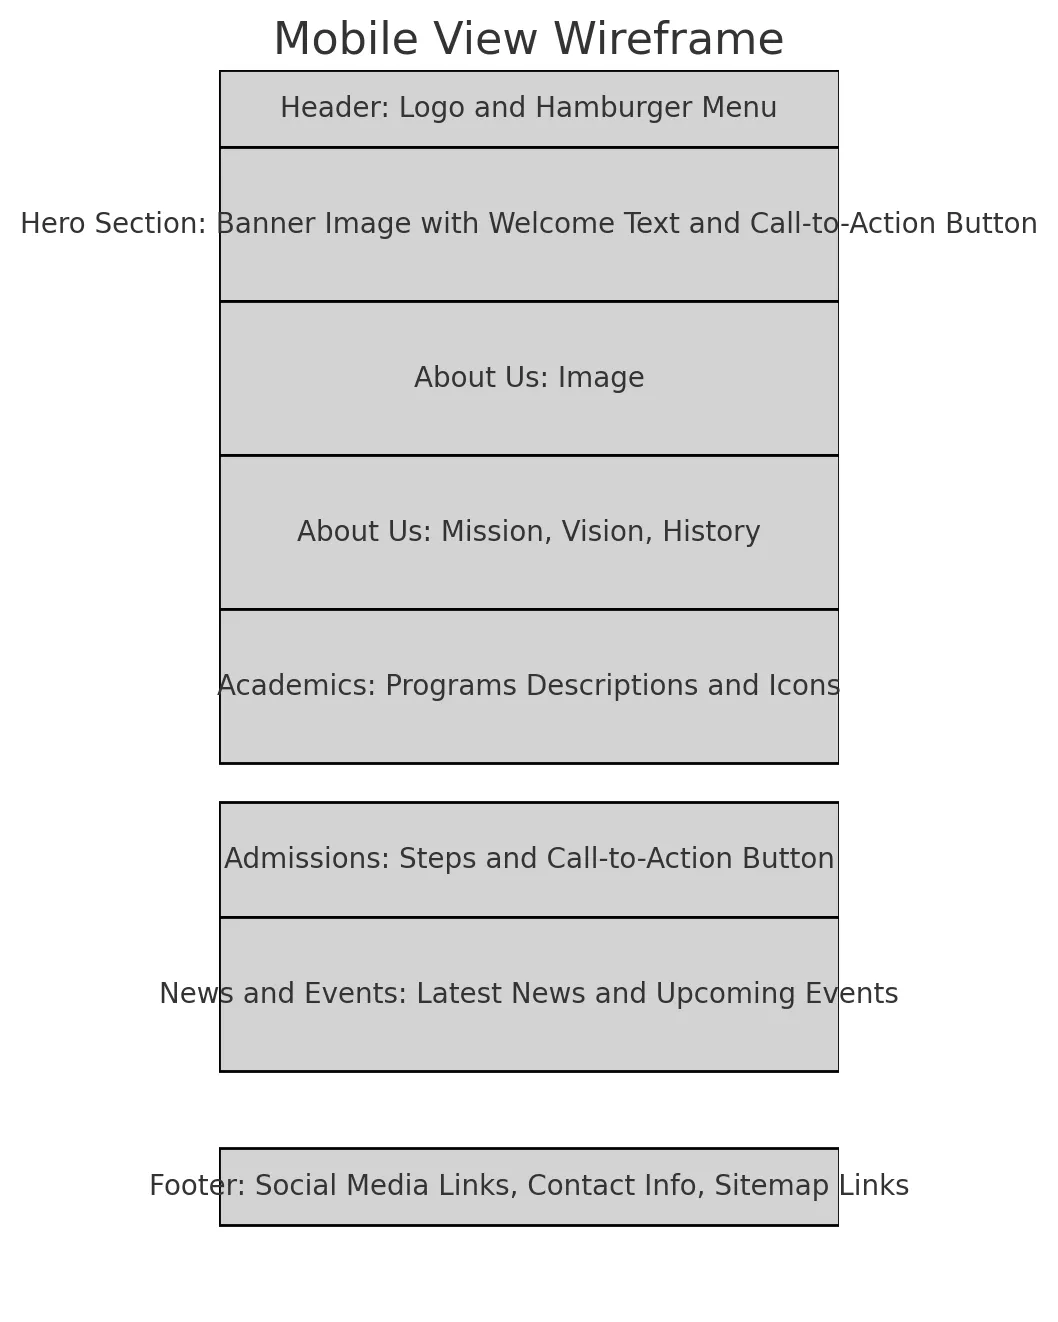 Mobile View Wireframe
Header: Logo and Hamburger Menu
Hero Section: Banner Image with Welcome Text and Call-to-Action Button
About Us: Image
About Us: Mission, Vision, History
Academics: Programs Descriptions and Icons
Admissions: Steps and Call-to-Action Button
News and Events: Latest News and Upcoming Events
Footer: Social Media Links, Contact Info, Sitemap Links